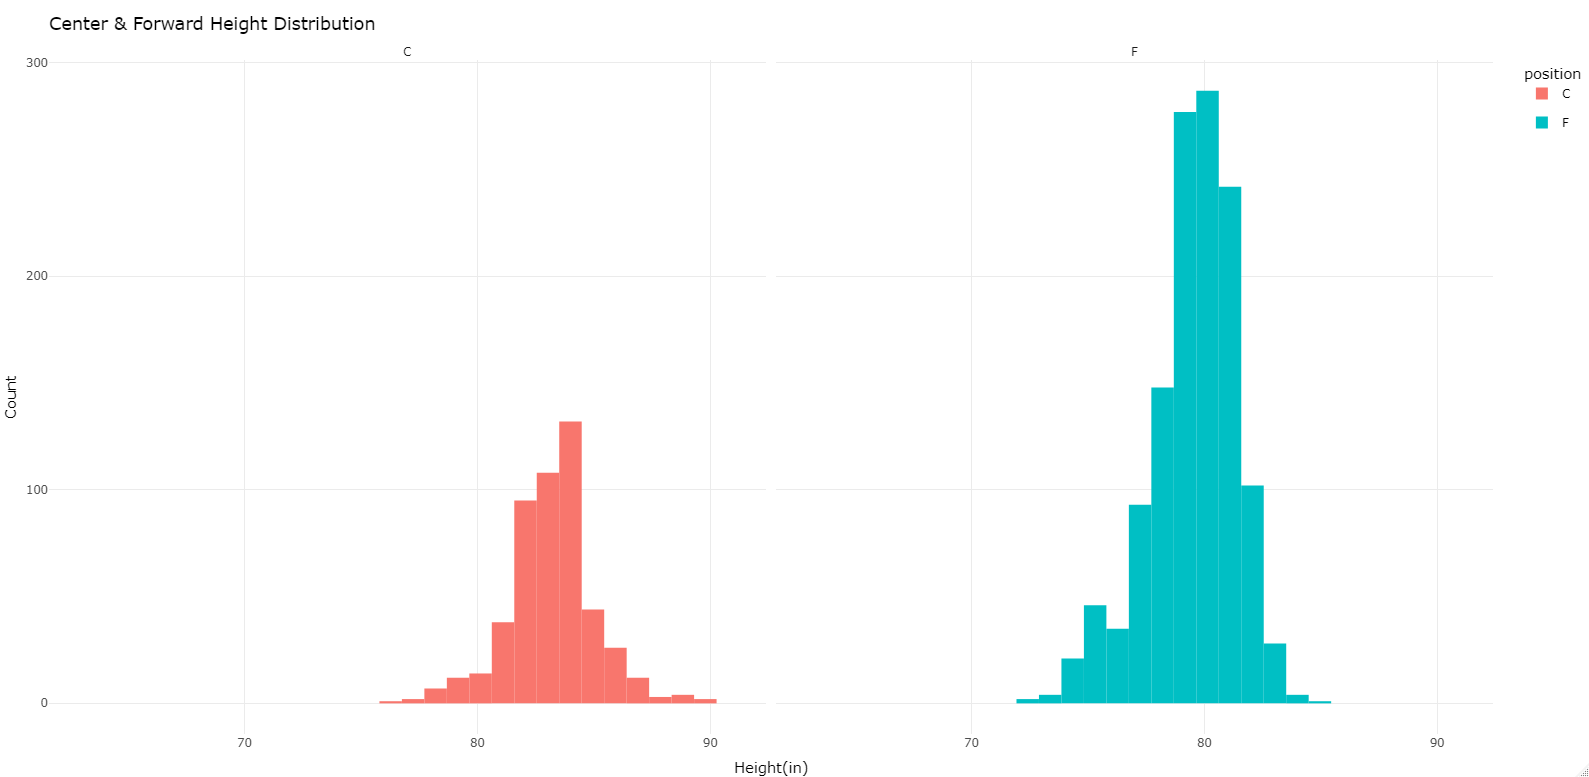 Center & Forward Height Distribution
C
F
300
200
100
0
Count
70
80
90
70
80
90
Height(in)
position
C
F